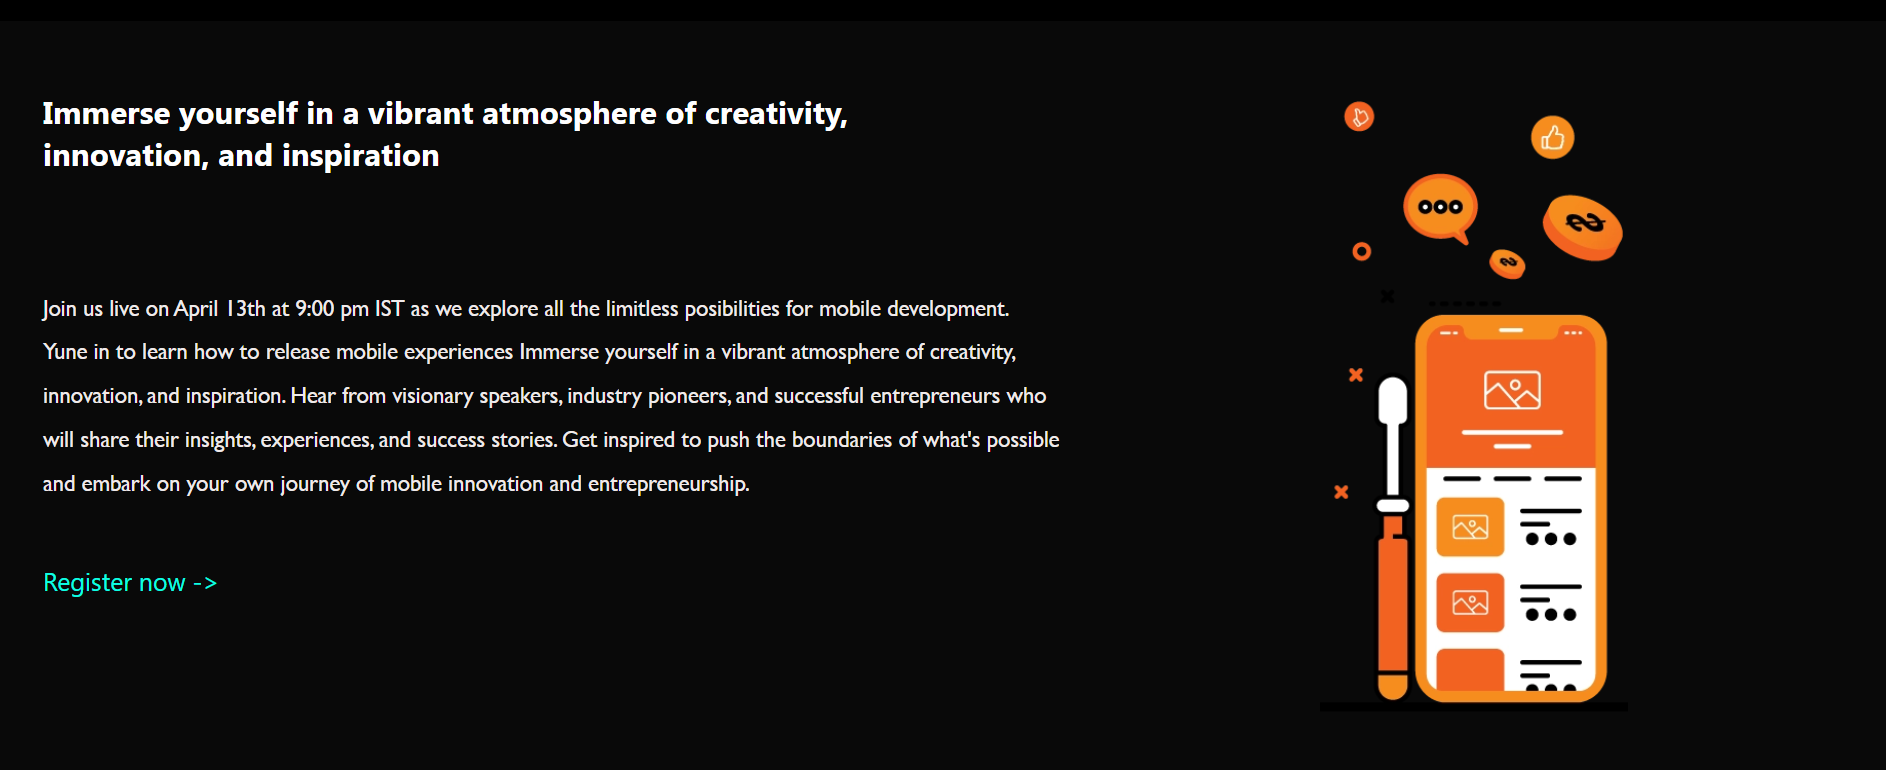 Immerse yourself in a vibrant atmosphere of creativity,
innovation, and inspiration
Join us live on April 13th at 9:00 pm IST as we explore all the limitless posibilities for mobile development.
Yune in to learn how to release mobile experiences Immerse yourself in a vibrant atmosphere of creativity,
innovation, and inspiration. Hear from visionary speakers, industry pioneers, and successful entrepreneurs who
will share their insights, experiences, and success stories. Get inspired to push the boundaries of what's possible
and embark on your own journey of mobile innovation and entrepreneurship.
Register now ->